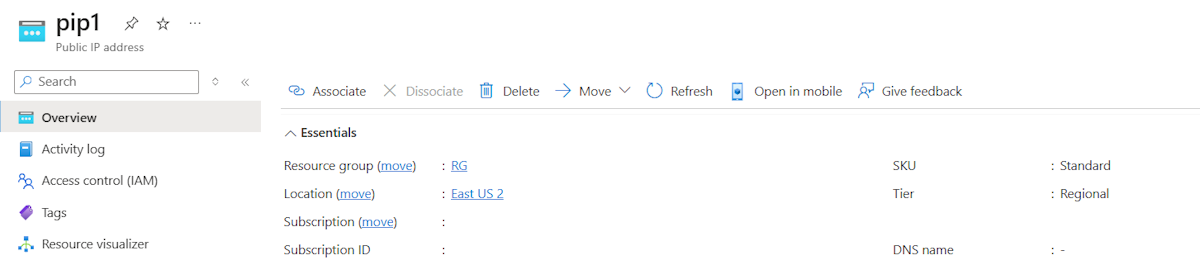 pip1
Public IP address
Search
Overview
Activity log
Access control (IAM)
Tags
Resource visualizer
Associate Dissociate Delete Move Refresh Open in mobile Give feedback
Essentials
Resource group (move) : RG SKU : Standard
Location (move) : East US 2 Tier : Regional
Subscription (move) :
Subscription ID : DNS name : -